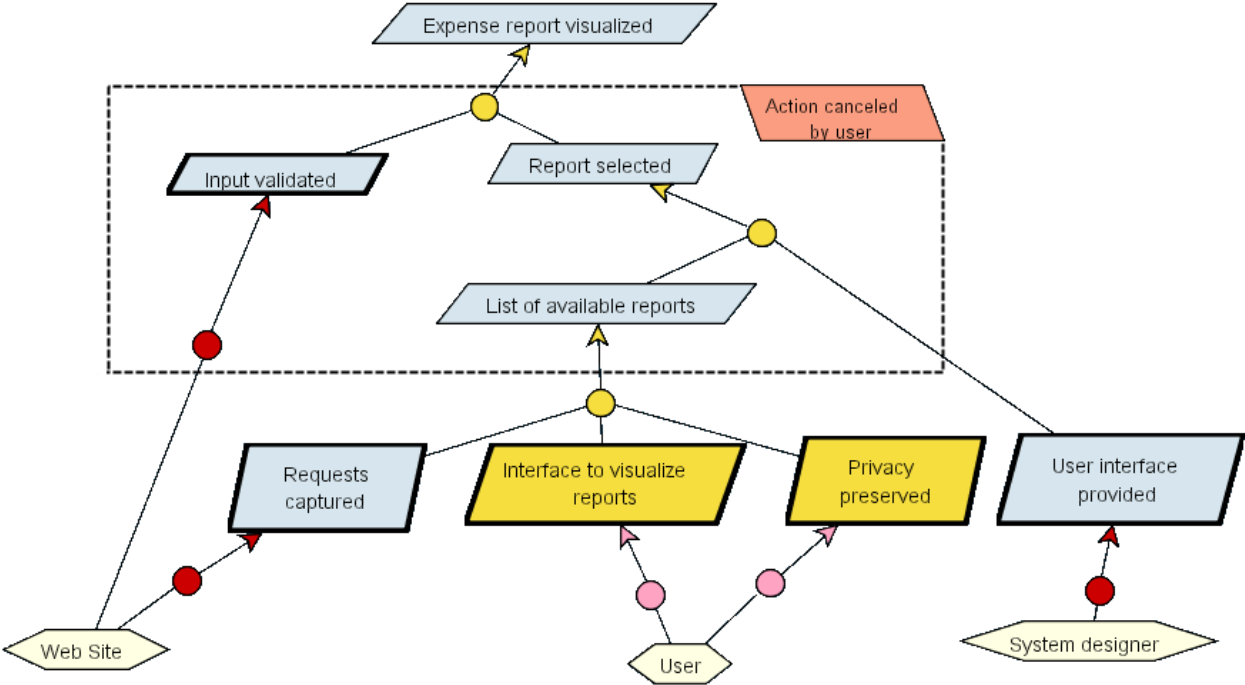 Expense report visualized
Action canceled
by user
Input validated
Report selected
List of available reports
Requests
captured
Interface to visualize
reports
Privacy
preserved
User interface
provided
Web Site
User
System designer